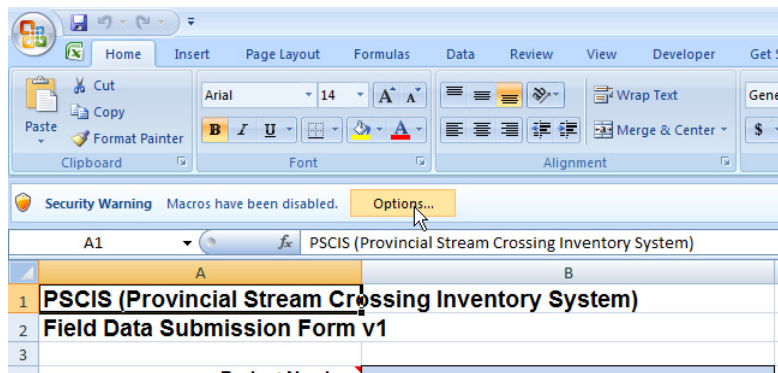 Home Insert Page Layout Formulas Data Review View Developer Get
Cut
Copy
Paste
Format Painter
Clipboard
Arial 14 A A
B I U A
Font
Wrap Text
Merge & Center
Alignment
$
Security Warning Macros have been disabled. Options...
A1 fx PSCIS (Provincial Stream Crossing Inventory System)
A B
1 PSCIS (Provincial Stream Crossing Inventory System)
2 Field Data Submission Form v1
3